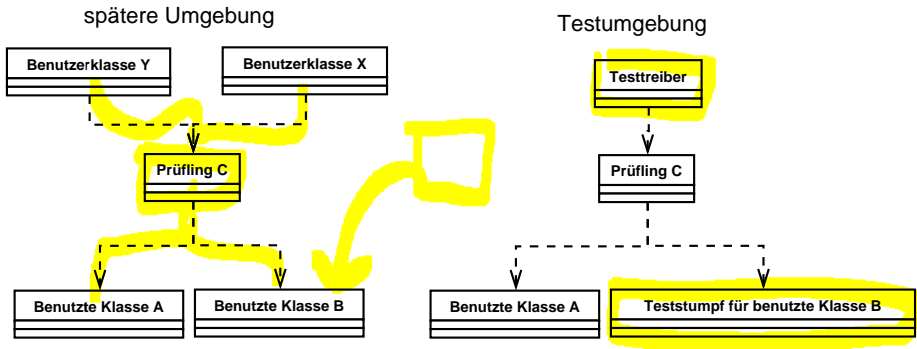 spätere Umgebung
Testumgebung
Benutzerklasse Y
Benutzerklasse X
Testtreiber
Prüfling C
Prüfling C
Benutzte Klasse A
Benutzte Klasse B
Benutzte Klasse A
Teststumpf für benutzte Klasse B